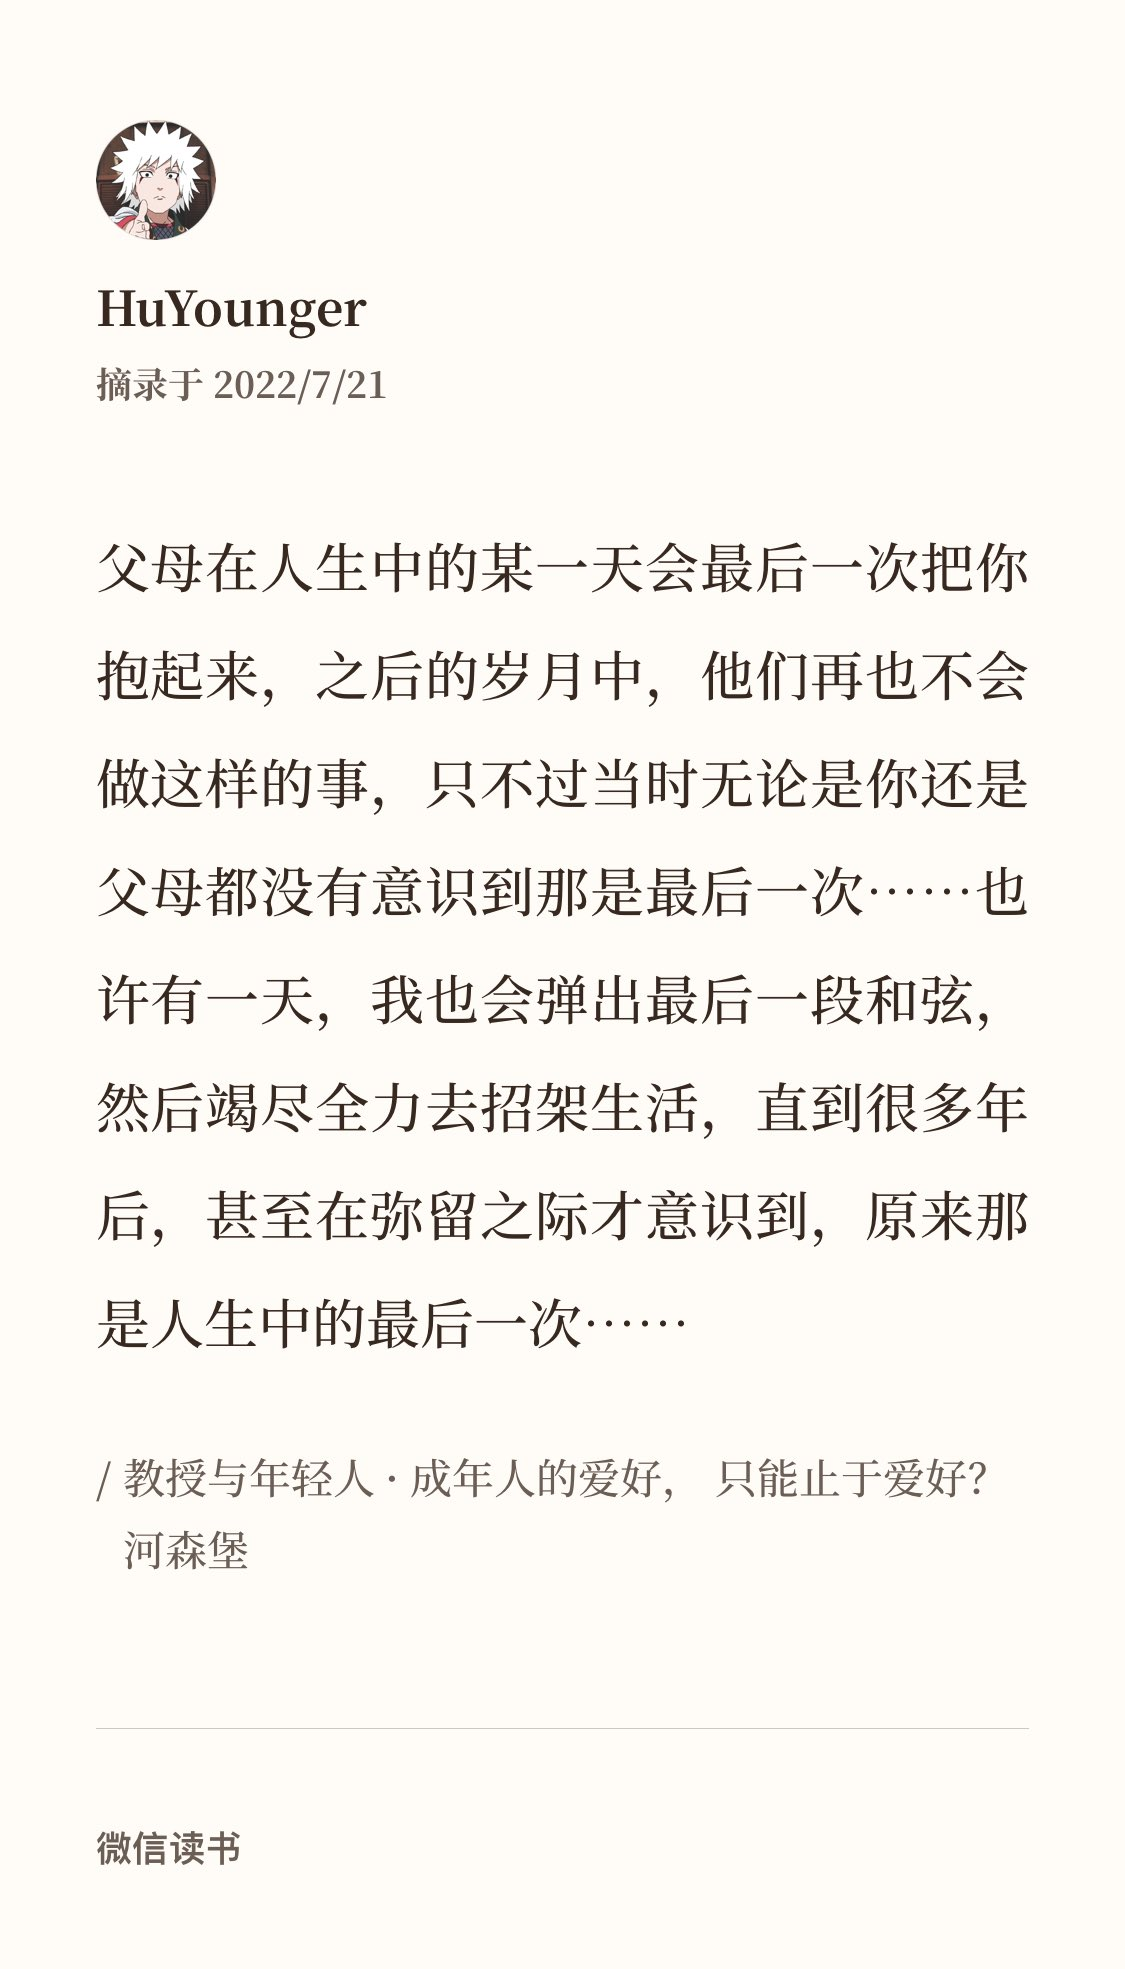 HuYounger
摘录于 2022/7/21
父母在人生中的某一天会最后一次把你
抱起来，之后的岁月中，他们再也不会
做这样的事，只不过当时无论是你还是
父母都没有意识到那是最后一次……也
许有一天，我也会弹出最后一段和弦，
然后竭尽全力去招架生活，直到很多年
后，甚至在弥留之际才意识到，原来那
是人生中的最后一次……
/ 教授与年轻人 · 成年人的爱好， 只能止于爱好？
河森堡
微信读书